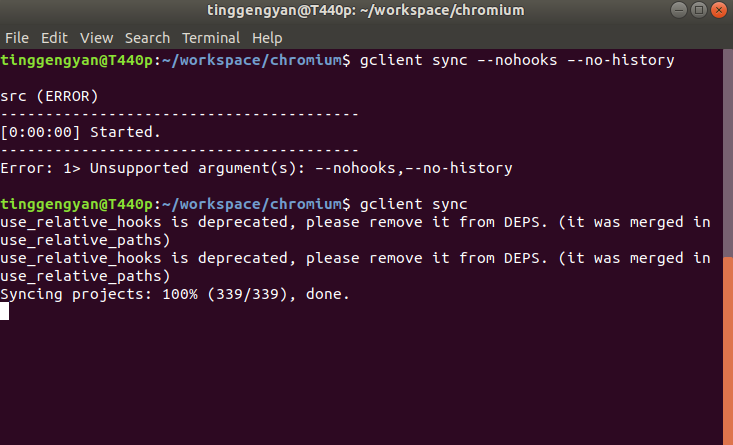 tinggengyan@T440p: ~/workspace/chromium
File Edit View Search Terminal Help
tinggengyan@T440p:~/workspace/chromium$ gclient sync –-nohooks –-no-history
src (ERROR)
----------------------------------------
[0:00:00] Started.
----------------------------------------
Error: 1> Unsupported argument(s): –-nohooks,–-no-history
tinggengyan@T440p:~/workspace/chromium$ gclient sync
use_relative_hooks is deprecated, please remove it from DEPS. (it was merged in
use_relative_paths)
use_relative_hooks is deprecated, please remove it from DEPS. (it was merged in
use_relative_paths)
Syncing projects: 100% (339/339), done.